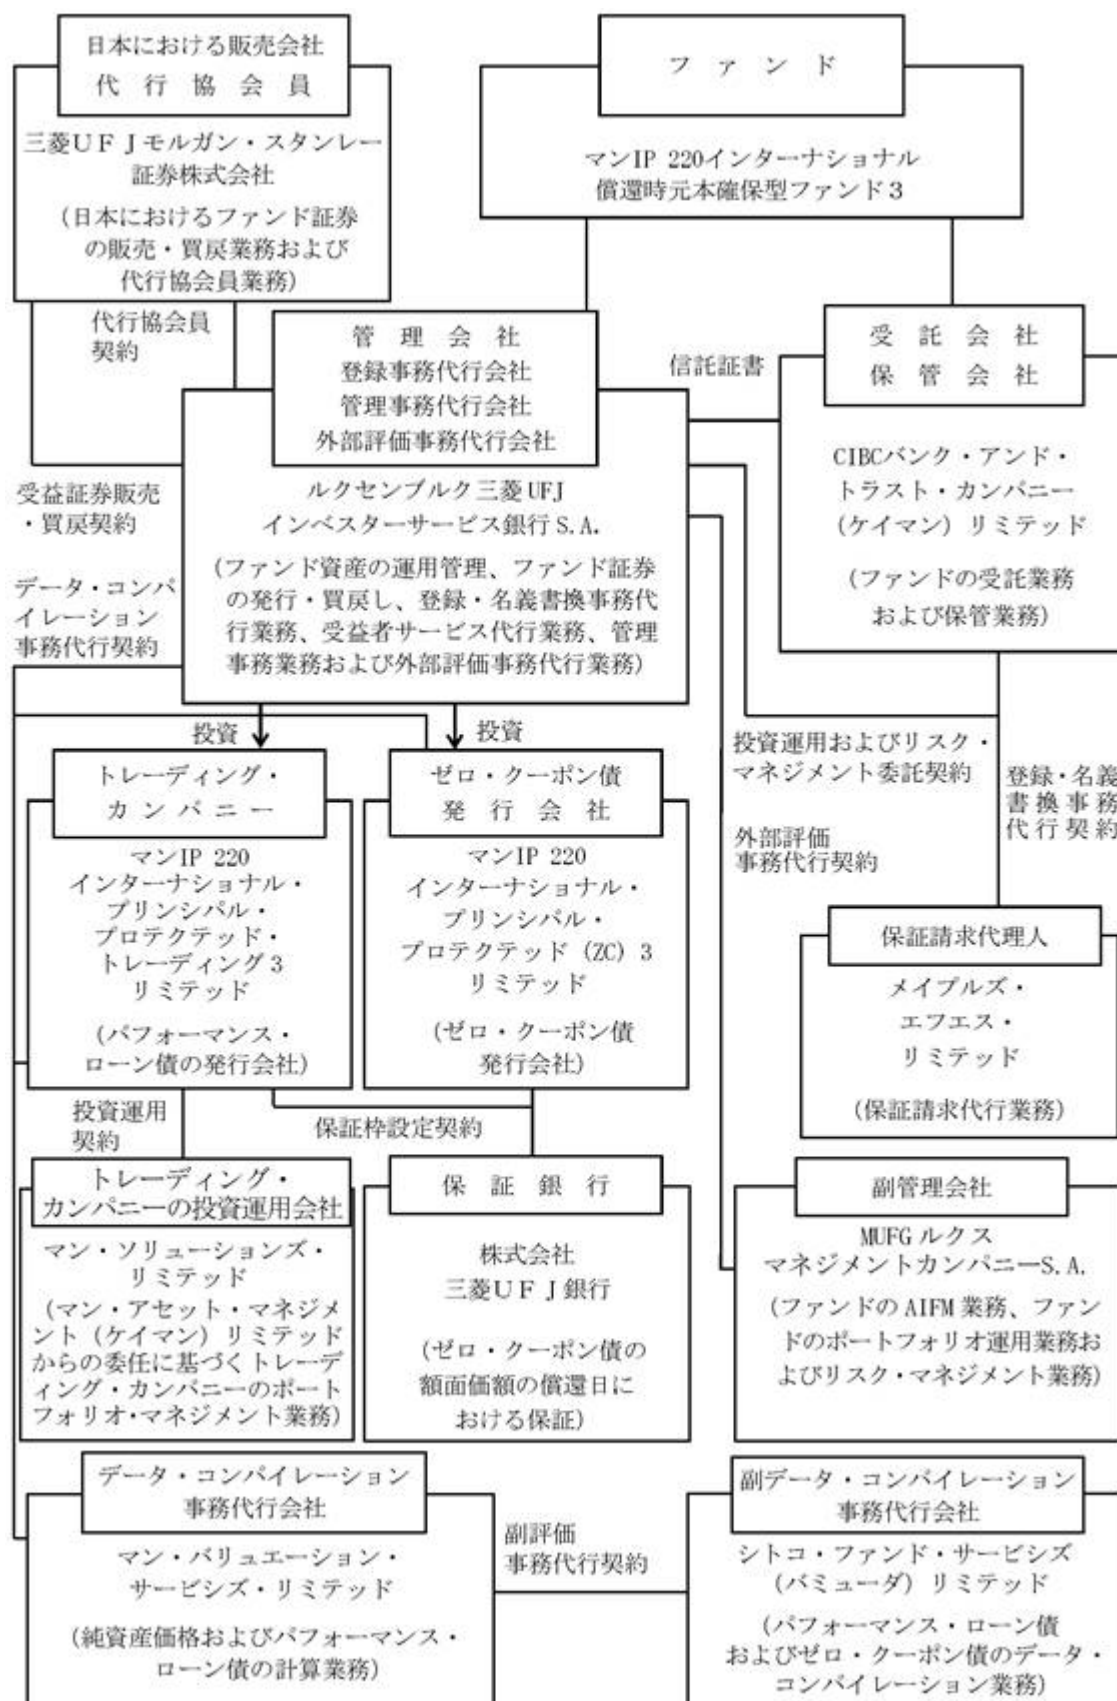 日本における販売会社
代行協会員
三菱UFJモルガン・スタンレー
証券株式会社
(日本におけるファンド証券
の販売・買戻業務および
代行協会員業務)
ファンド
マンIP 220インターナショナル
償還時元本確保型ファンド3
代行協会員
契約
管理会社
登録事務代行会社
管理事務代行会社
外部評価事務代行会社
信託証書
受託会社
保管会社
受益証券販売
・買戻契約
ルクセンブルク三菱UFJ
インベスターサービス銀行S.A.
(ファンド資産の運用管理、ファンド証券
の発行・買戻し、登録・名義書換事務代
行業務、受益者サービス代行業務、管理
事務業務および外部評価事務代行業務)
CIBCバンク・アンド・
トラスト・カンパニー
(ケイマン)リミテッド
(ファンドの受託業務
および保管業務)
データ・コンパ
イレーション
事務代行契約
投資
投資
投資運用およびリスク・
マネジメント委託契約
登録・名義
書換事務
代行契約
外部評価
事務代行契約
トレーディング・
カンパニー
マンIP 220
インターナショナル・
プリンシパル・
プロテクテッド・
トレーディング3
リミテッド
(パフォーマンス・
ローン債の発行会社)
ゼロ・クーポン債
発行会社
マンIP 220
インターナショナル・
プリンシパル・
プロテクテッド(ZC)3
リミテッド
(ゼロ・クーポン債
発行会社)
保証請求代理人
メイプルズ・
エフエス・
リミテッド
(保証請求代行業務)
投資運用
契約
保証枠設定契約
トレーディング・
カンパニーの投資運用会社
マン・ソリューションズ・
リミテッド
(マン・アセット・マネジメ
ント(ケイマン)リミテッド
からの委任に基づくトレーデ
ィング・カンパニーのポート
フォリオ・マネジメント業務)
保証銀行
株式会社
三菱UFJ銀行
(ゼロ・クーポン債の
額面価額の償還日に
おける保証)
副管理会社
MUFGルクス
マネジメントカンパニーS.A.
(ファンドのAIFM業務、ファン
ドのポートフォリオ運用業務お
よびリスク・マネジメント業務)
データ・コンパイレーション
事務代行会社
マン・バリュエーション・
サービシズ・リミテッド
(純資産価格およびパフォーマンス・
ローン債の計算業務)
副評価
事務代行契約
副データ・コンパイレーション
事務代行会社
シトコ・ファンド・サービシズ
(バミューダ)リミテッド
(パフォーマンス・ローン債
およびゼロ・クーポン債のデータ・
コンパイレーション業務)